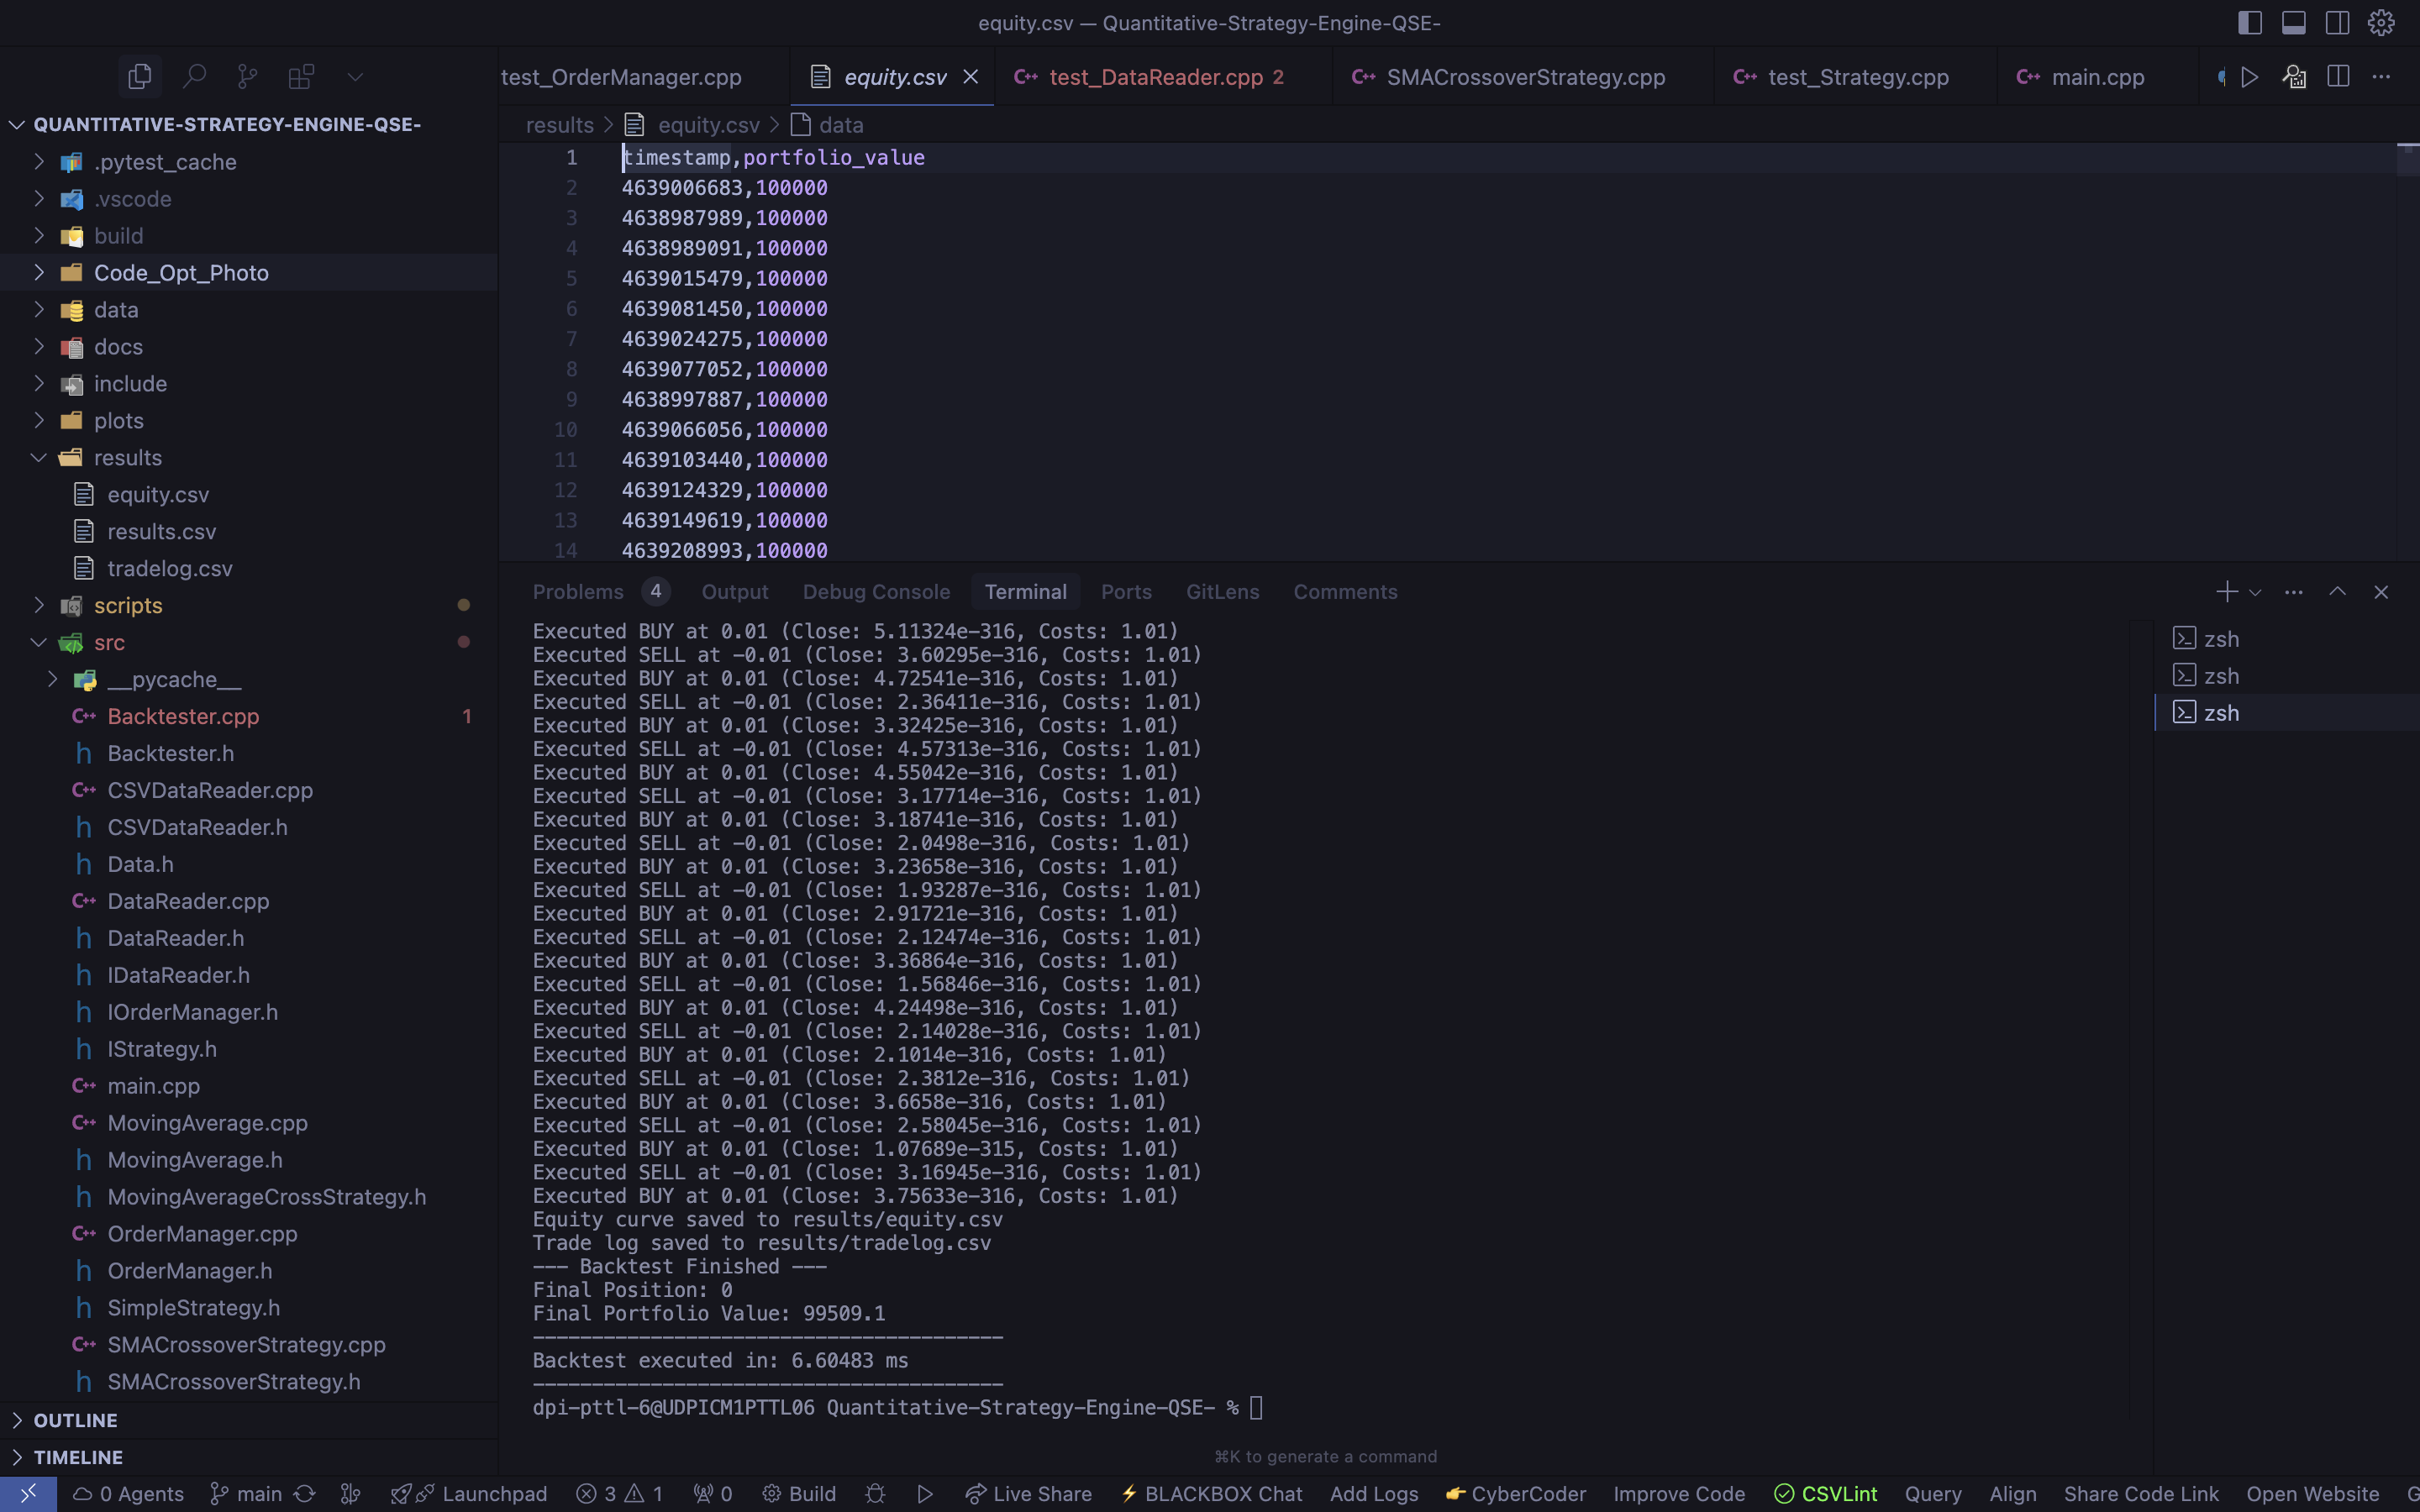 equity.csv — Quantitative-Strategy-Engine-QSE-
test_OrderManager.cpp
equity.csv
test_DataReader.cpp 2
SMACrossoverStrategy.cpp
test_Strategy.cpp
main.cpp
QUANTITATIVE-STRATEGY-ENGINE-QSE-
.pytest_cache
.vscode
build
Code_Opt_Photo
data
docs
include
plots
results
equity.csv
results.csv
tradelog.csv
scripts
src
__pycache__
Backtester.cpp 1
Backtester.h
CSVDataReader.cpp
CSVDataReader.h
Data.h
DataReader.cpp
DataReader.h
IDataReader.h
IOrderManager.h
IStrategy.h
main.cpp
MovingAverage.cpp
MovingAverage.h
MovingAverageCrossStrategy.h
OrderManager.cpp
OrderManager.h
SimpleStrategy.h
SMACrossoverStrategy.cpp
SMACrossoverStrategy.h
OUTLINE
TIMELINE
results > equity.csv > data
1 timestamp,portfolio_value
2 4639006683,100000
3 4638987989,100000
4 4638989091,100000
5 4639015479,100000
6 4639081450,100000
7 4639024275,100000
8 4639077052,100000
9 4638997887,100000
10 4639066056,100000
11 4639103440,100000
12 4639124329,100000
13 4639149619,100000
14 4639208993,100000
Problems 4 Output Debug Console Terminal Ports GitLens Comments
Executed BUY at 0.01 (Close: 5.11324e-316, Costs: 1.01)
Executed SELL at -0.01 (Close: 3.60295e-316, Costs: 1.01)
Executed BUY at 0.01 (Close: 4.72541e-316, Costs: 1.01)
Executed SELL at -0.01 (Close: 2.36411e-316, Costs: 1.01)
Executed BUY at 0.01 (Close: 3.32425e-316, Costs: 1.01)
Executed SELL at -0.01 (Close: 4.57313e-316, Costs: 1.01)
Executed BUY at 0.01 (Close: 4.55042e-316, Costs: 1.01)
Executed SELL at -0.01 (Close: 3.17714e-316, Costs: 1.01)
Executed BUY at 0.01 (Close: 3.18741e-316, Costs: 1.01)
Executed SELL at -0.01 (Close: 2.0498e-316, Costs: 1.01)
Executed BUY at 0.01 (Close: 3.23658e-316, Costs: 1.01)
Executed SELL at -0.01 (Close: 1.93287e-316, Costs: 1.01)
Executed BUY at 0.01 (Close: 2.91721e-316, Costs: 1.01)
Executed SELL at -0.01 (Close: 2.12474e-316, Costs: 1.01)
Executed BUY at 0.01 (Close: 3.36864e-316, Costs: 1.01)
Executed SELL at -0.01 (Close: 1.56846e-316, Costs: 1.01)
Executed BUY at 0.01 (Close: 4.24498e-316, Costs: 1.01)
Executed SELL at -0.01 (Close: 2.14028e-316, Costs: 1.01)
Executed BUY at 0.01 (Close: 2.1014e-316, Costs: 1.01)
Executed SELL at -0.01 (Close: 2.3812e-316, Costs: 1.01)
Executed BUY at 0.01 (Close: 3.6658e-316, Costs: 1.01)
Executed SELL at -0.01 (Close: 2.58045e-316, Costs: 1.01)
Executed BUY at 0.01 (Close: 1.07689e-315, Costs: 1.01)
Executed SELL at -0.01 (Close: 3.16945e-316, Costs: 1.01)
Executed BUY at 0.01 (Close: 3.75633e-316, Costs: 1.01)
Equity curve saved to results/equity.csv
Trade log saved to results/tradelog.csv
--- Backtest Finished ---
Final Position: 0
Final Portfolio Value: 99509.1
----------------------------------------
Backtest executed in: 6.60483 ms
----------------------------------------
dpi-pttl-6@UDPICM1PTTL06 Quantitative-Strategy-Engine-QSE- %
zsh
zsh
zsh
⌘K to generate a command
0 Agents main Launchpad 3 1 0 Build Live Share BLACKBOX Chat Add Logs CyberCoder Improve Code CSVLint Query Align Share Code Link Open Website